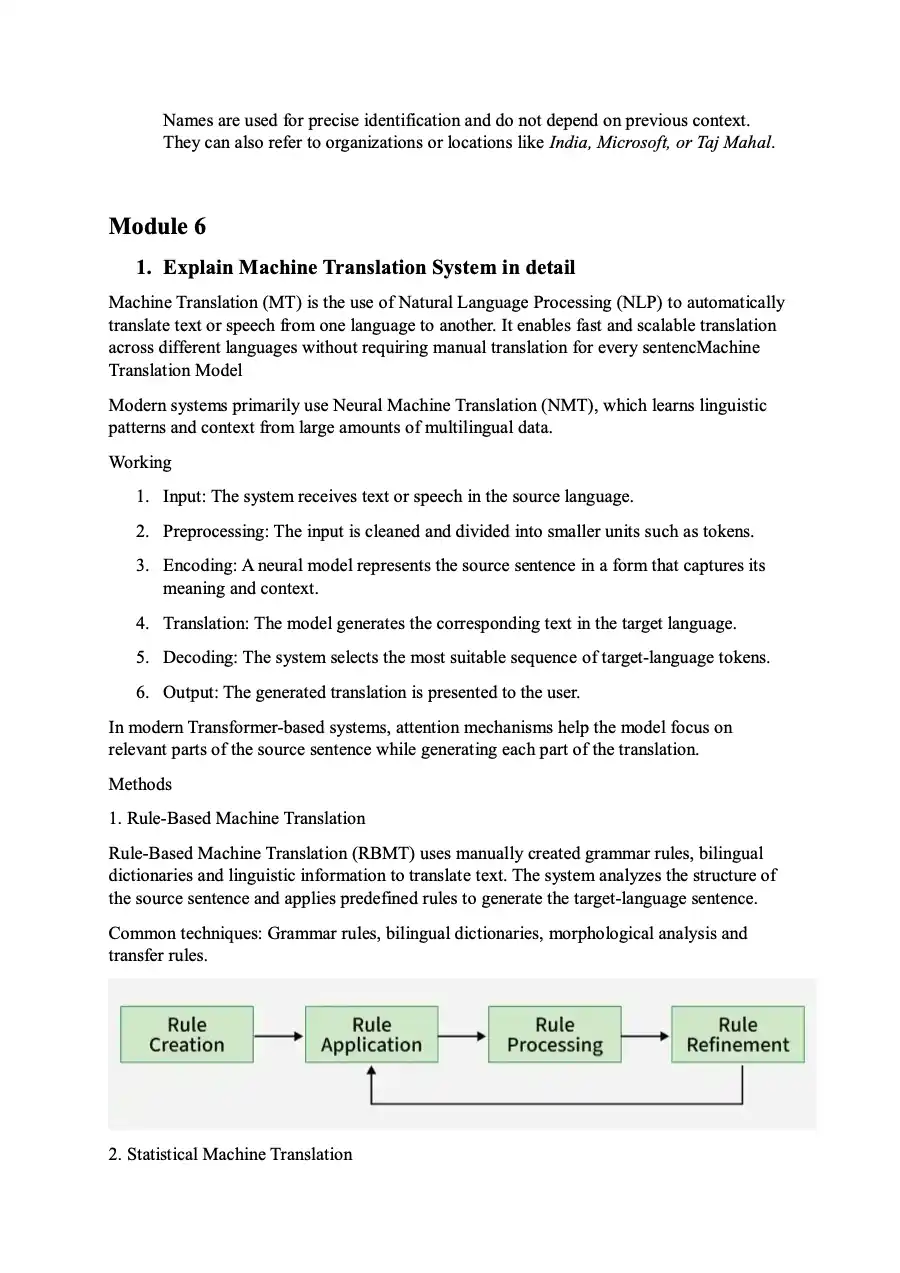 Names are used for precise identification and do not depend on previous context.
They can also refer to organizations or locations like India, Microsoft, or Taj Mahal.
Module 6
1. Explain Machine Translation System in detail
Machine Translation (MT) is the use of Natural Language Processing (NLP) to automatically
translate text or speech from one language to another. It enables fast and scalable translation
across different languages without requiring manual translation for every sentencMachine
Translation Model
Modern systems primarily use Neural Machine Translation (NMT), which learns linguistic
patterns and context from large amounts of multilingual data.
Working
1. Input: The system receives text or speech in the source language.
2. Preprocessing: The input is cleaned and divided into smaller units such as tokens.
3. Encoding: A neural model represents the source sentence in a form that captures its
meaning and context.
4. Translation: The model generates the corresponding text in the target language.
5. Decoding: The system selects the most suitable sequence of target-language tokens.
6. Output: The generated translation is presented to the user.
In modern Transformer-based systems, attention mechanisms help the model focus on
relevant parts of the source sentence while generating each part of the translation.
Methods
1. Rule-Based Machine Translation
Rule-Based Machine Translation (RBMT) uses manually created grammar rules, bilingual
dictionaries and linguistic information to translate text. The system analyzes the structure of
the source sentence and applies predefined rules to generate the target-language sentence.
Common techniques: Grammar rules, bilingual dictionaries, morphological analysis and
transfer rules.
Rule
Creation
Rule
Application
Rule
Processing
Rule
Refinement
2. Statistical Machine Translation